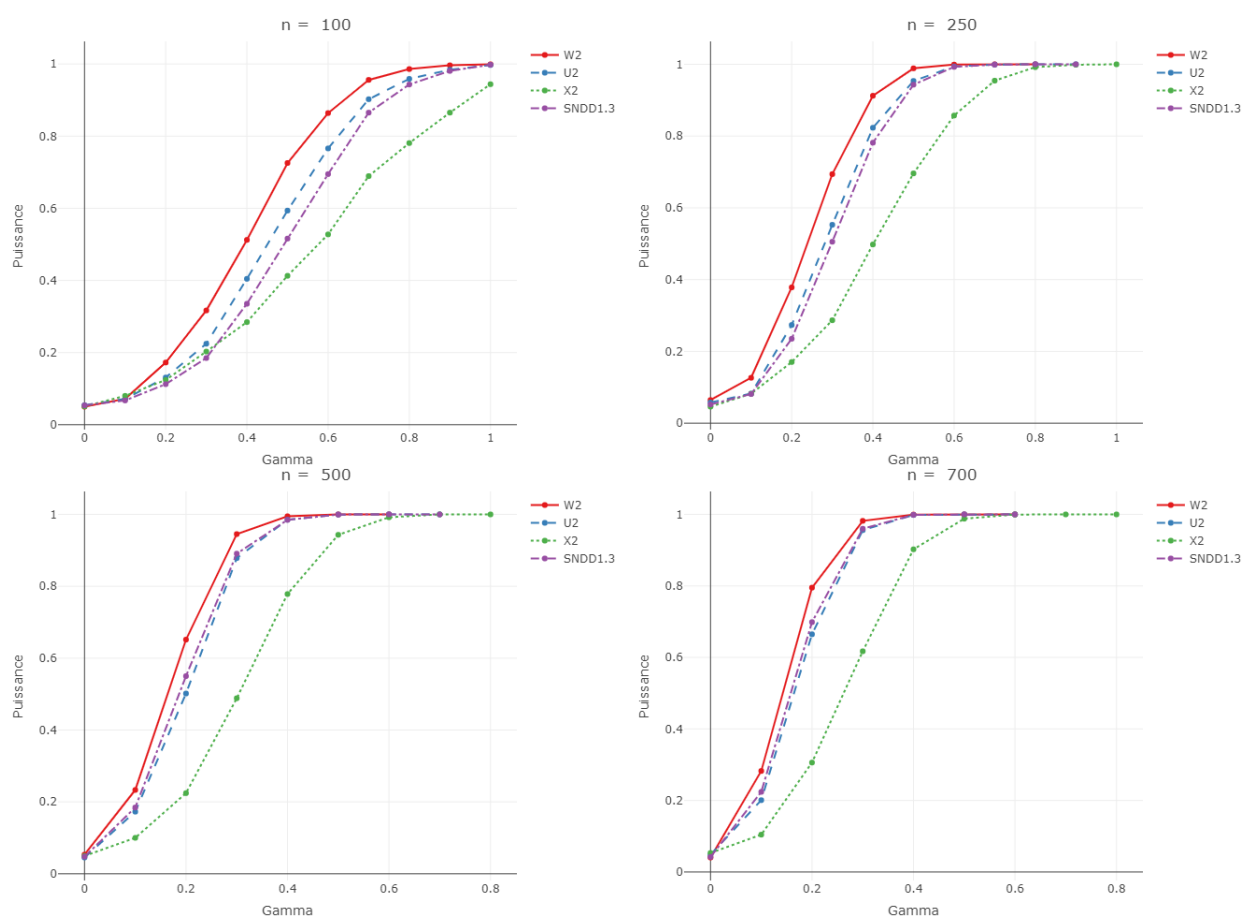 n = 100
W2
U2
X2
SNDD1.3
Puissance
1
0.8
0.6
0.4
0.2
0
0 0.2 0.4 0.6 0.8 1
Gamma
n = 250
W2
U2
X2
SNDD1.3
Puissance
1
0.8
0.6
0.4
0.2
0
0 0.2 0.4 0.6 0.8 1
Gamma
n = 500
W2
U2
X2
SNDD1.3
Puissance
1
0.8
0.6
0.4
0.2
0
0 0.2 0.4 0.6 0.8
Gamma
n = 700
W2
U2
X2
SNDD1.3
Puissance
1
0.8
0.6
0.4
0.2
0
0 0.2 0.4 0.6 0.8
Gamma